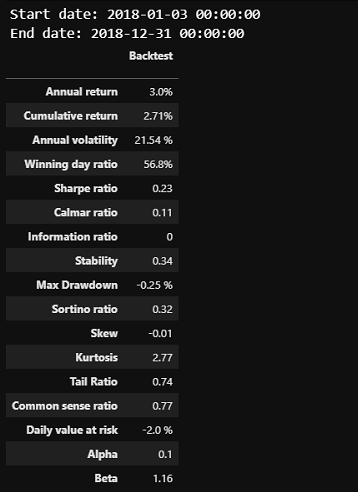 Start date: 2018-01-03 00:00:00
End date: 2018-12-31 00:00:00
Backtest
Annual return 3.0%
Cumulative return 2.71%
Annual volatility 21.54 %
Winning day ratio 56.8%
Sharpe ratio 0.23
Calmar ratio 0.11
Information ratio 0
Stability 0.34
Max Drawdown -0.25 %
Sortino ratio 0.32
Skew -0.01
Kurtosis 2.77
Tail Ratio 0.74
Common sense ratio 0.77
Daily value at risk -2.0 %
Alpha 0.1
Beta 1.16